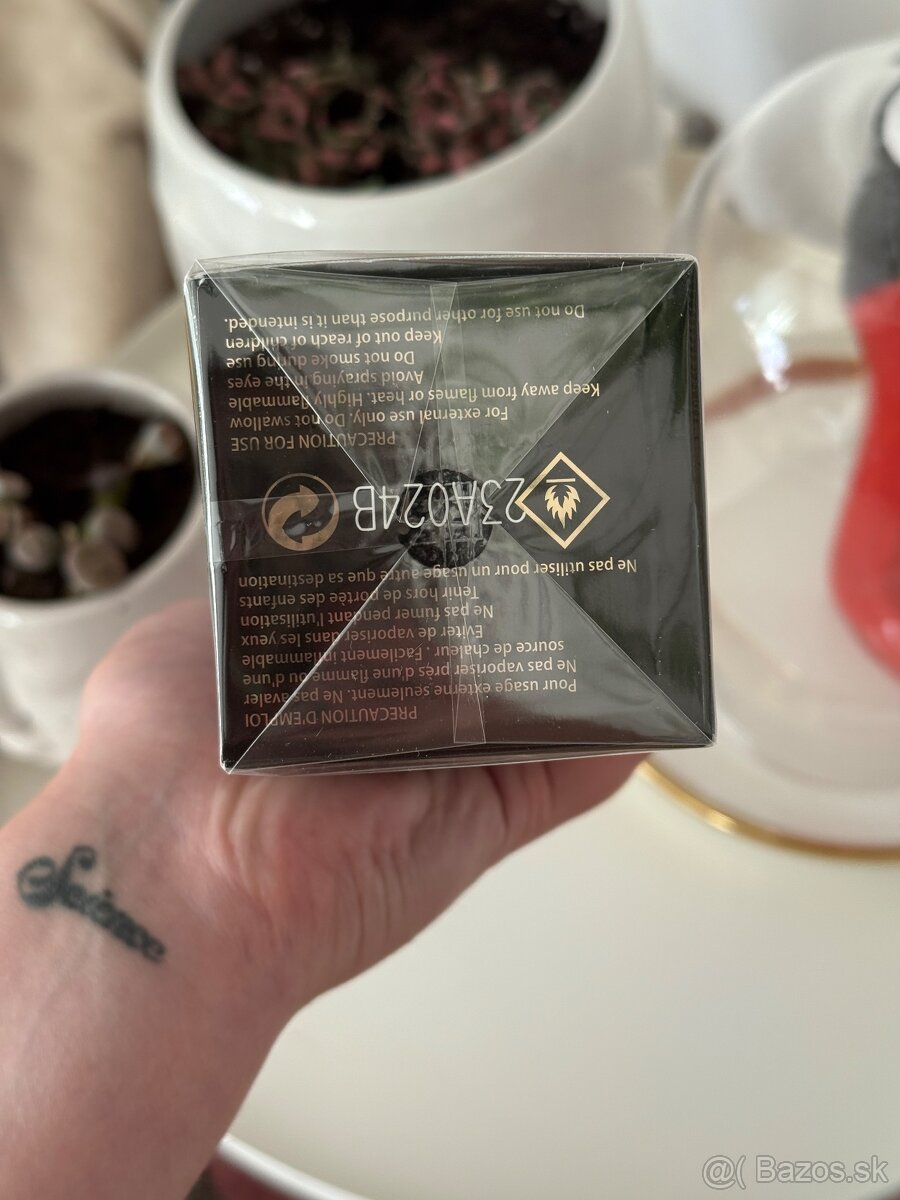 PRECAUTION D'EMPLOI
Pour usage externe seulement. Ne pas avaler
Ne pas vaporiser près d'une flamme ou d'une
source de chaleur . Facilement inflammable
Eviter de vaporiser dans les yeux
Ne pas fumer pendant l'utilisation
Tenir hors de portée des enfants
Ne pas utiliser pour un usage autre que sa destination
23A024B
PRECAUTION FOR USE
For external use only. Do not swallow
Keep away from flames or heat. Highly flammable
Avoid spraying in the eyes
Do not smoke during use
Keep out of reach of children
Do not use for other purpose than it is intended.
@( Bazos.sk